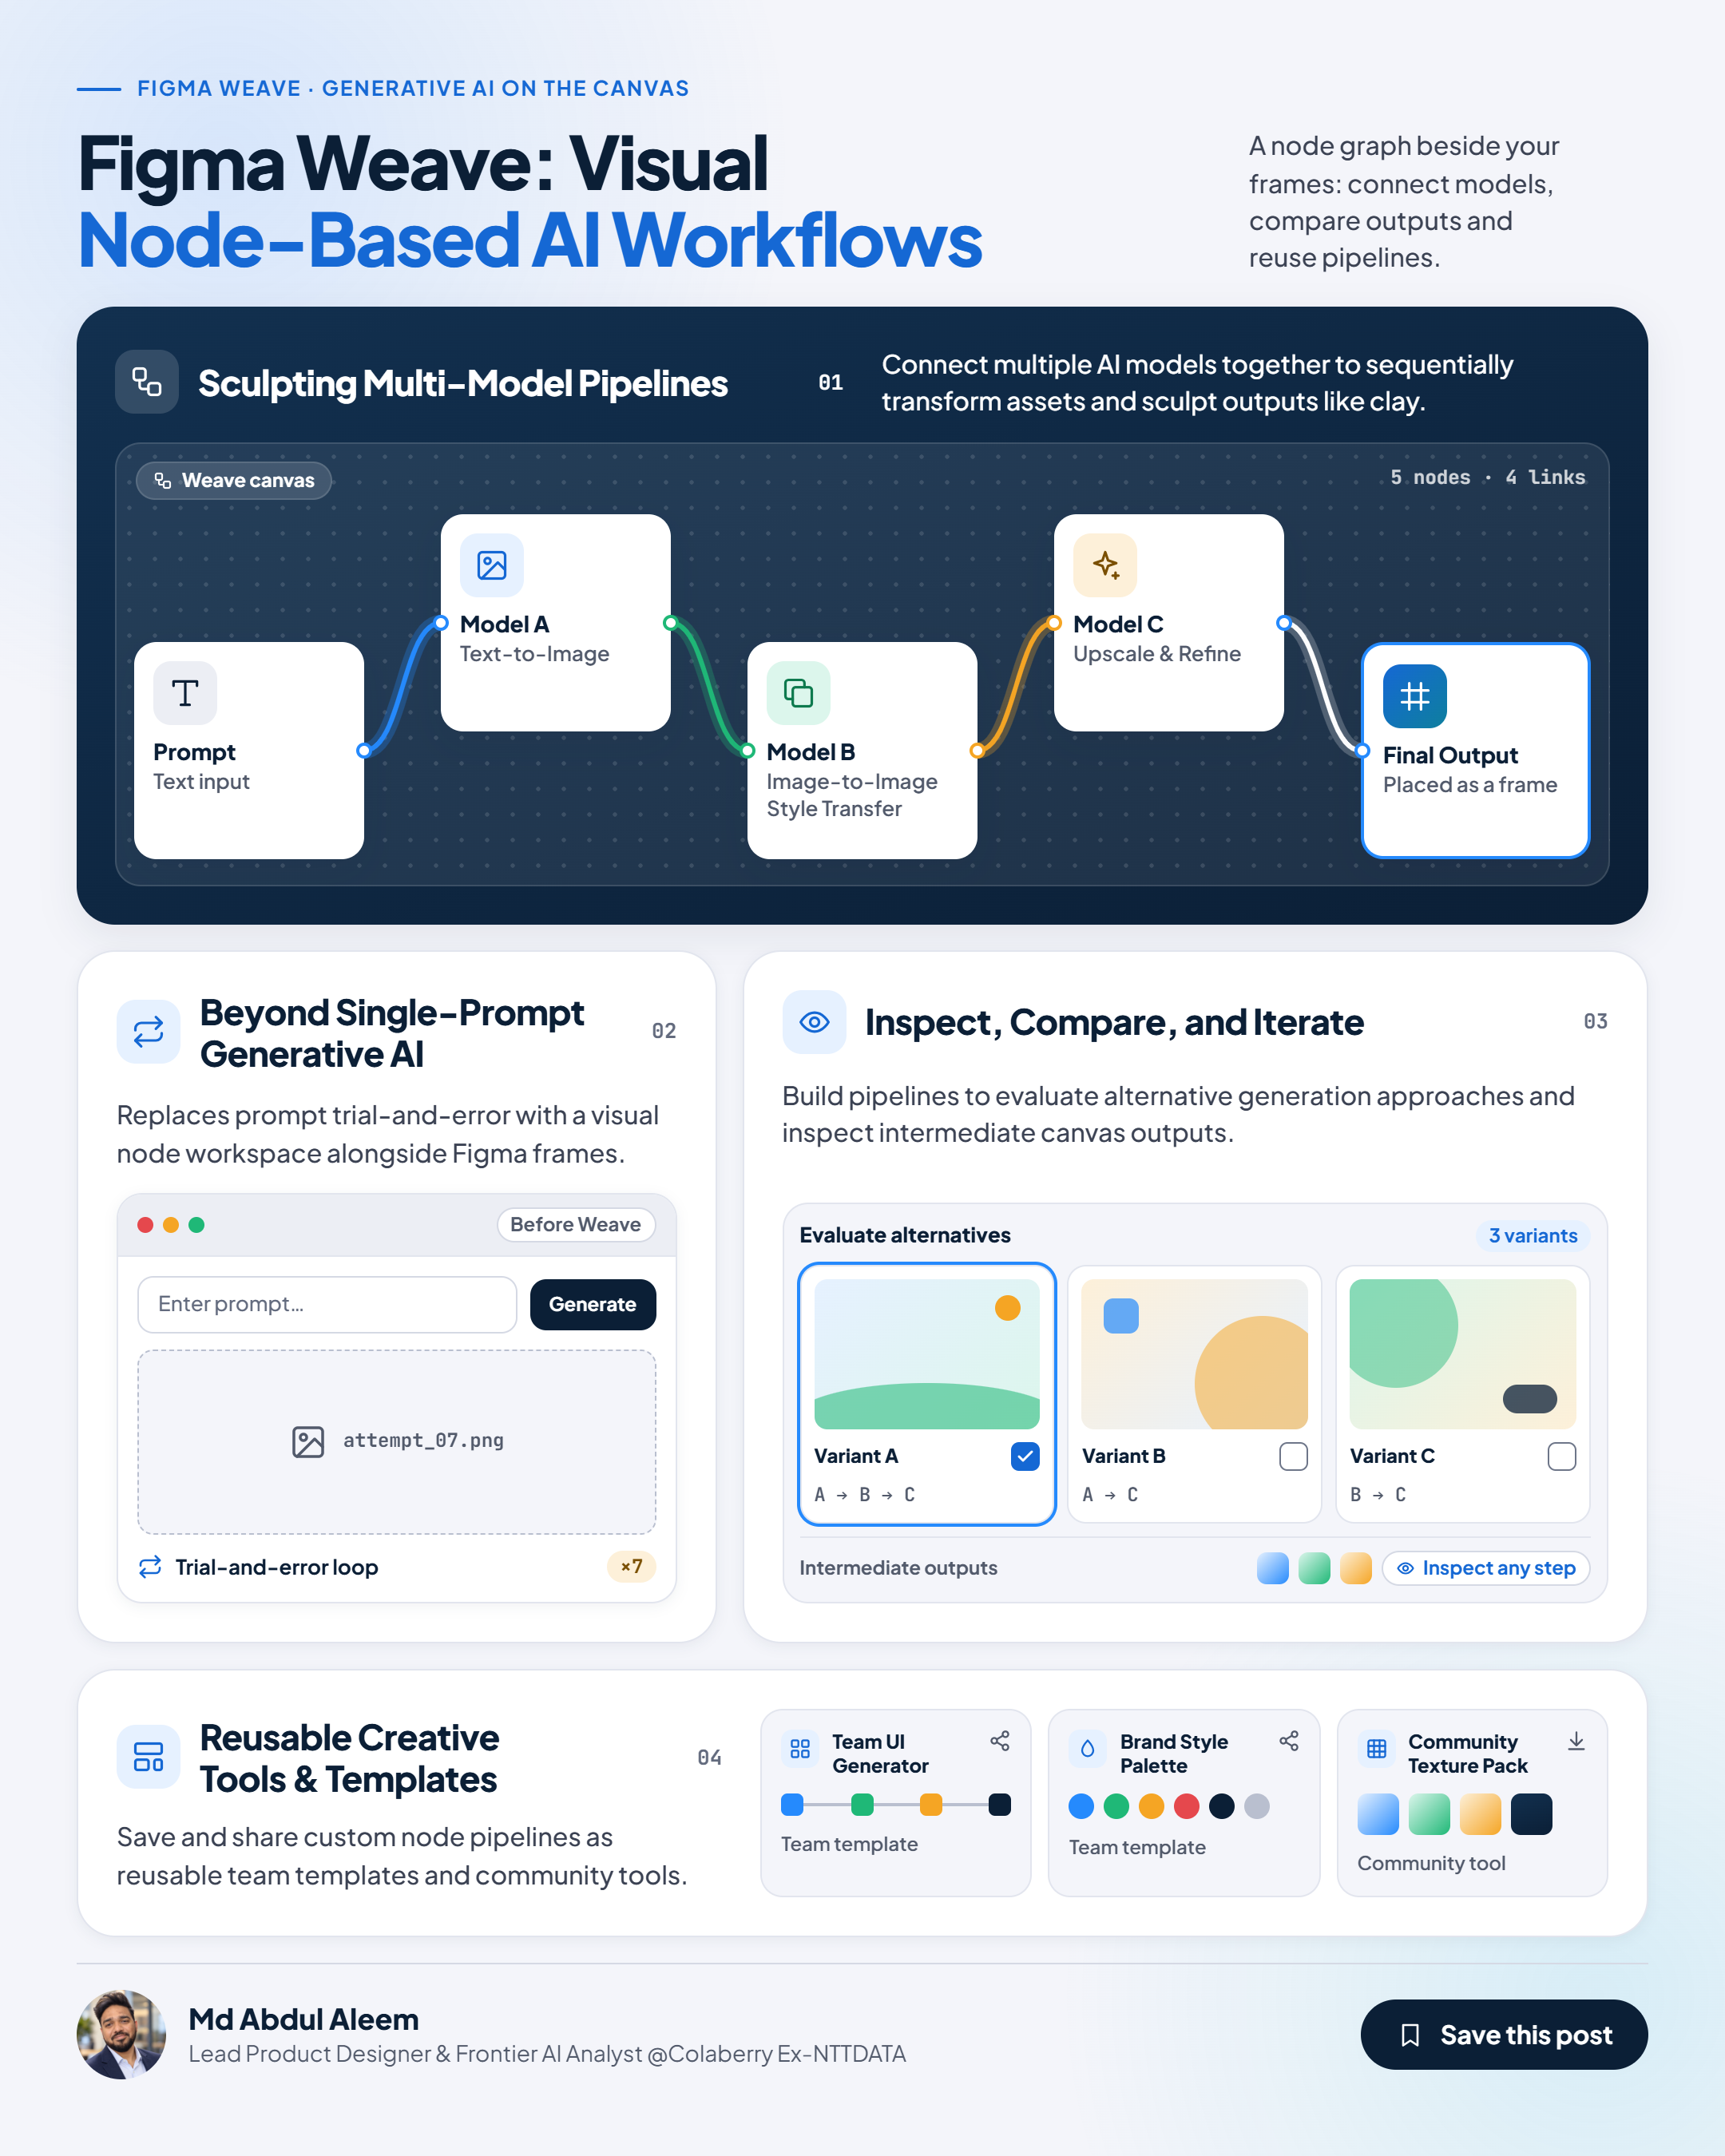 FIGMA WEAVE · GENERATIVE AI ON THE CANVAS
Figma Weave: Visual
Node-Based AI Workflows
A node graph beside your
frames: connect models,
compare outputs and
reuse pipelines.
Sculpting Multi-Model Pipelines
01
Connect multiple AI models together to sequentially
transform assets and sculpt outputs like clay.
Weave canvas
5 nodes · 4 links
Prompt
Text input
Model A
Text-to-Image
Model B
Image-to-Image
Style Transfer
Model C
Upscale & Refine
Final Output
Placed as a frame
Beyond Single-Prompt
Generative AI
02
Replaces prompt trial-and-error with a visual
node workspace alongside Figma frames.
Before Weave
Enter prompt...
Generate
attempt_07.png
Trial-and-error loop
×7
Inspect, Compare, and Iterate
03
Build pipelines to evaluate alternative generation approaches and
inspect intermediate canvas outputs.
Evaluate alternatives
3 variants
Variant A
A → B → C
Variant B
A → C
Variant C
B → C
Intermediate outputs
Inspect any step
Reusable Creative
Tools & Templates
04
Save and share custom node pipelines as
reusable team templates and community tools.
Team UI
Generator
Team template
Brand Style
Palette
Team template
Community
Texture Pack
Community tool
Md Abdul Aleem
Lead Product Designer & Frontier AI Analyst @Colaberry Ex-NTTDATA
Save this post